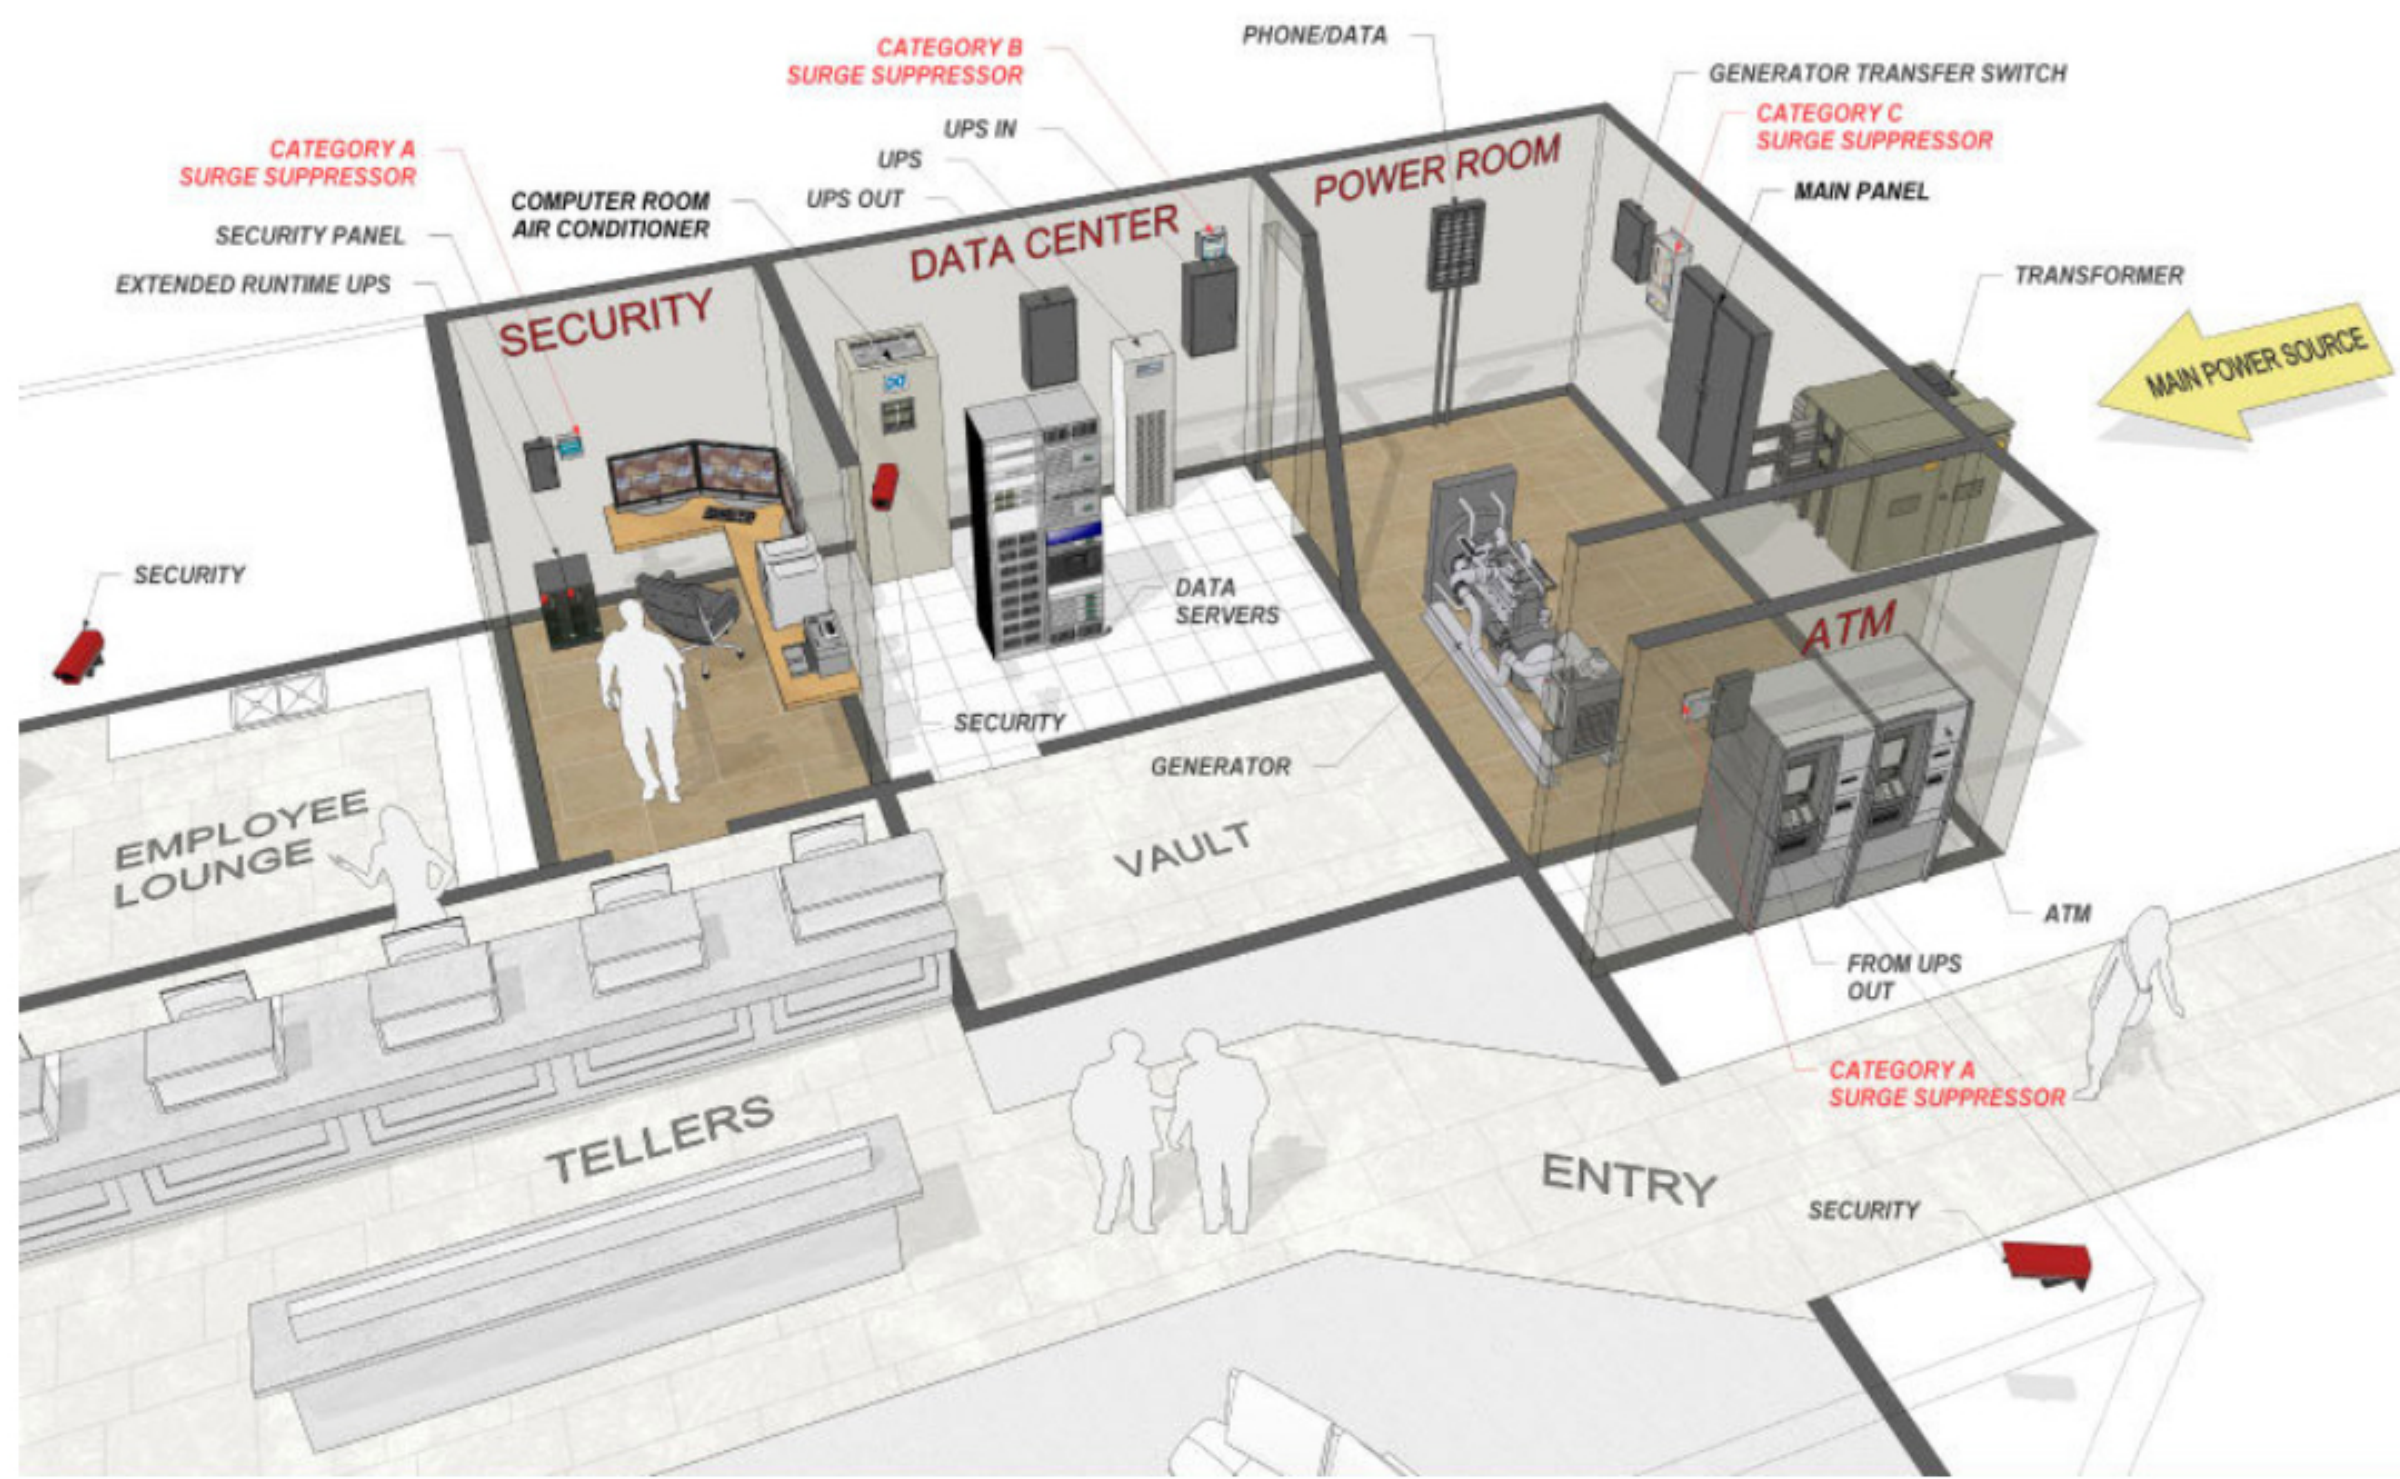 PHONE/DATA
CATEGORY B
SURGE SUPPRESSOR
GENERATOR TRANSFER SWITCH
CATEGORY C
SURGE SUPPRESSOR
UPS IN
CATEGORY A
SURGE SUPPRESSOR
UPS
POWER ROOM
MAIN PANEL
COMPUTER ROOM
AIR CONDITIONER
UPS OUT
SECURITY PANEL
DATA CENTER
TRANSFORMER
EXTENDED RUNTIME UPS
SECURITY
MAIN POWER SOURCE
SECURITY
DATA
SERVERS
ATM
SECURITY
GENERATOR
EMPLOYEE
LOUNGE
VAULT
ATM
FROM UPS
OUT
CATEGORY A
SURGE SUPPRESSOR
TELLERS
ENTRY
SECURITY